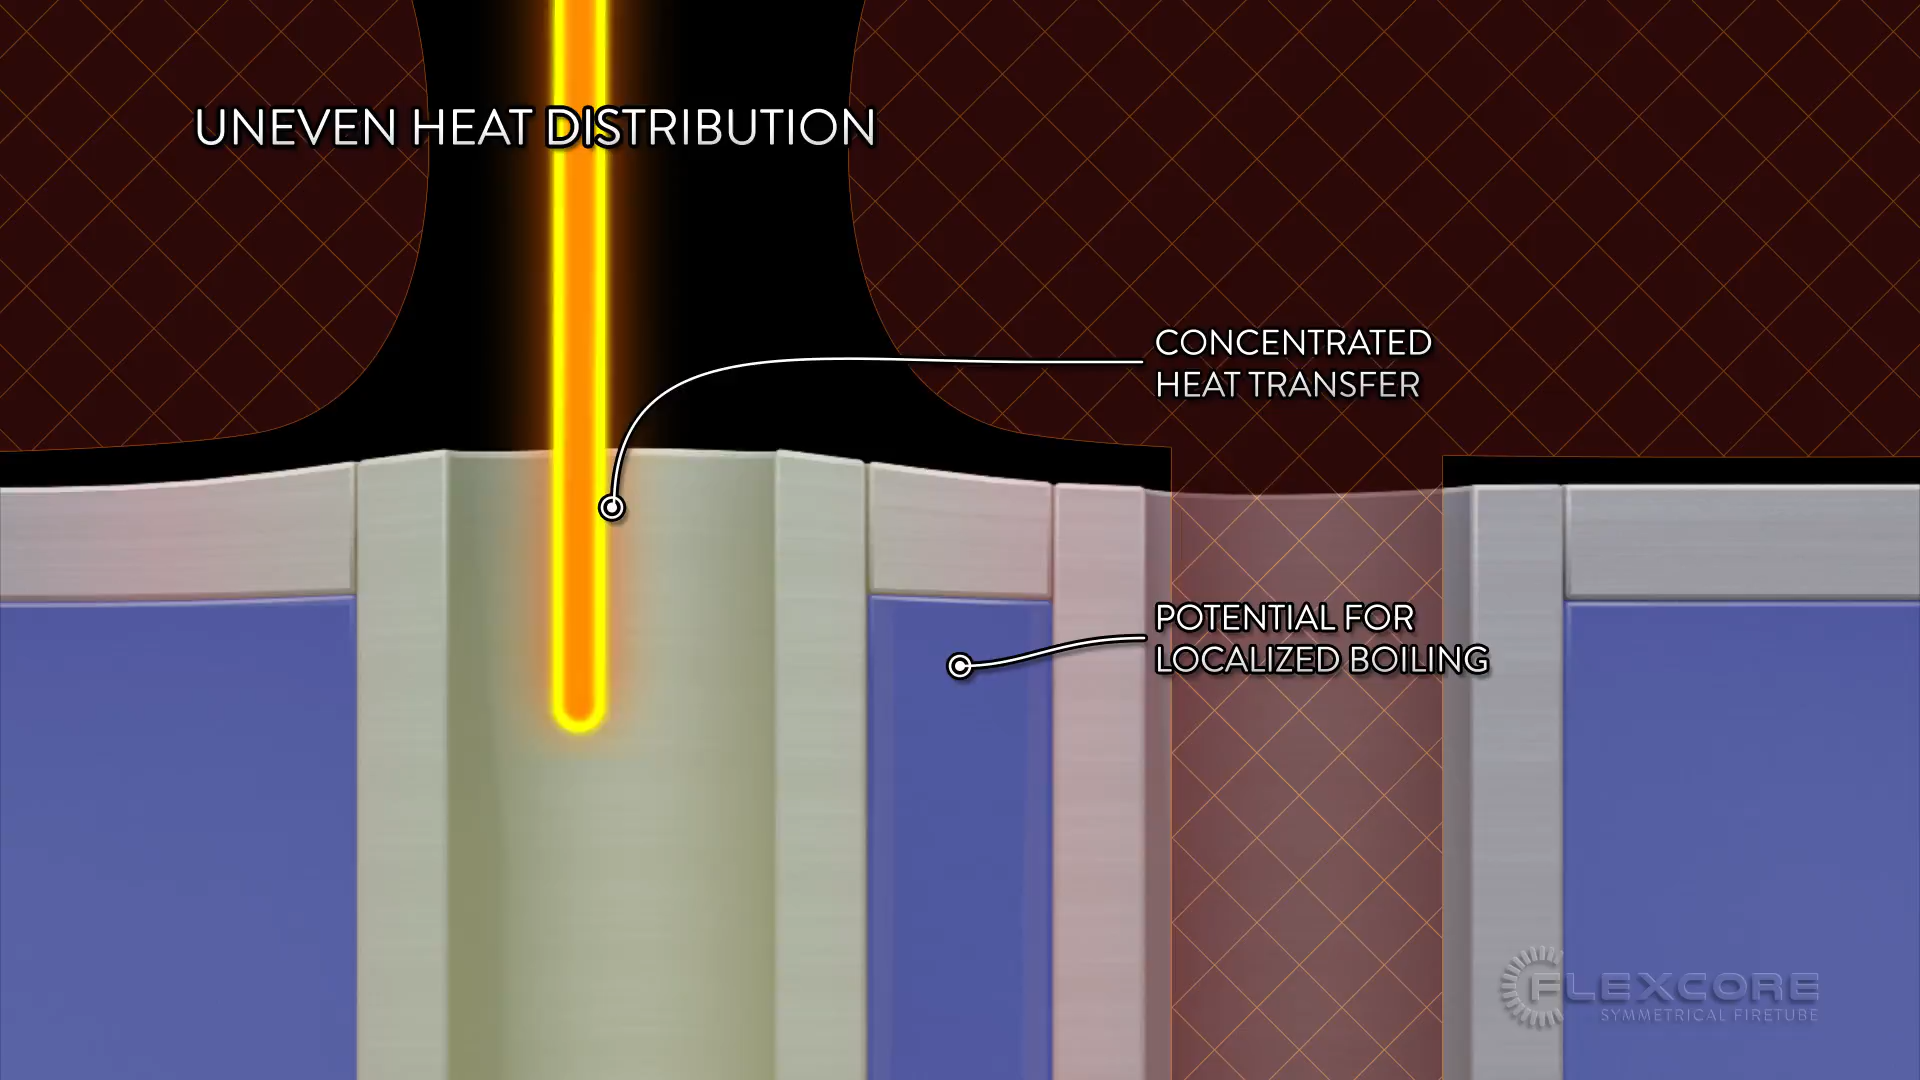 UNEVEN HEAT DISTRIBUTION
CONCENTRATED
HEAT TRANSFER
POTENTIAL FOR
LOCALIZED BOILING
FLEXCORE
SYMMETRICAL FIRETUBE